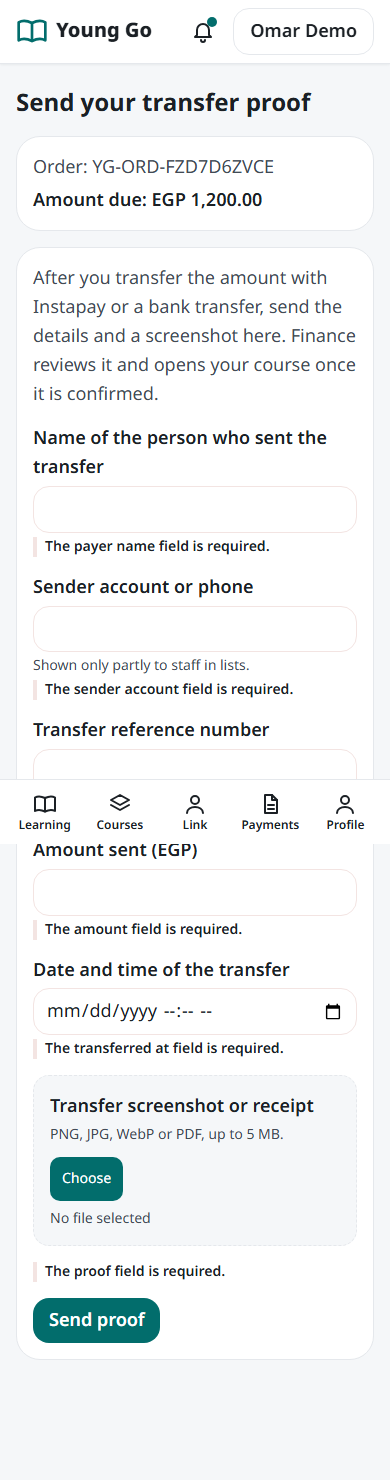 Young Go
Omar Demo
Send your transfer proof
Order: YG-ORD-FZD7D6ZVCE
Amount due: EGP 1,200.00
After you transfer the amount with
Instapay or a bank transfer, send the
details and a screenshot here. Finance
reviews it and opens your course once
it is confirmed.
Name of the person who sent the
transfer
The payer name field is required.
Sender account or phone
Shown only partly to staff in lists.
The sender account field is required.
Transfer reference number
Learning
Courses
Link
Payments
Profile
Amount sent (EGP)
The amount field is required.
Date and time of the transfer
mm/dd/yyyy --:-- --
The transferred at field is required.
Transfer screenshot or receipt
PNG, JPG, WebP or PDF, up to 5 MB.
Choose
No file selected
The proof field is required.
Send proof